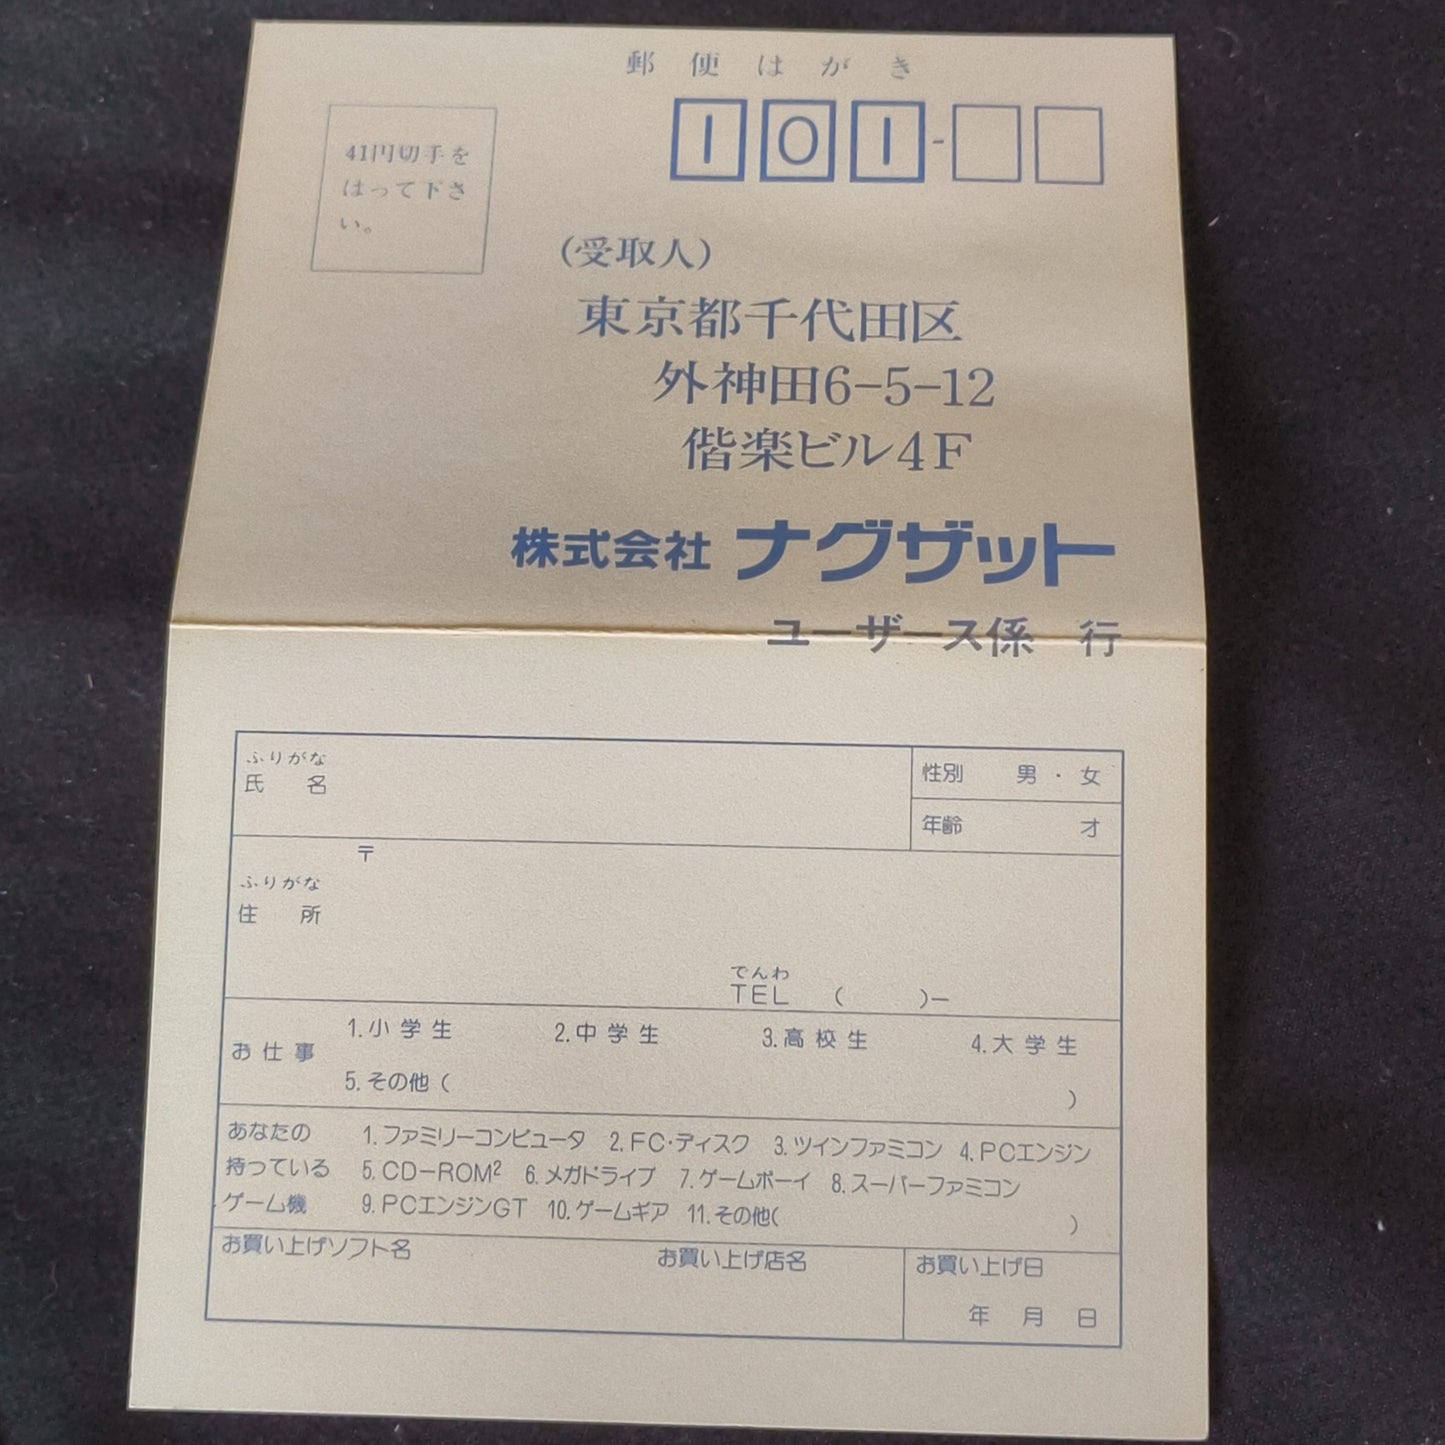 郵便はがき
101-
41円切手を
はって下さ
い。
(受取人)
東京都千代田区
外神田6-5-12
偕楽ビル4F
株式会社 ナグザット
ユーザース係 行
ふりがな
氏 名
性別 男・女
年齢 才
〒
ふりがな
住 所
でんわ
TEL ( )-
お仕事
1.小学生 2.中学生 3.高校生 4.大学生
5.その他( )
あなたの
持っている
ゲーム機
1.ファミリーコンピュータ 2.FC・ディスク 3.ツインファミコン 4.PCエンジン
5.CD-ROM² 6.メガドライブ 7.ゲームボーイ 8.スーパーファミコン
9.PCエンジンGT 10.ゲームギア 11.その他( )
お買い上げソフト名 お買い上げ店名 お買い上げ日
年 月 日